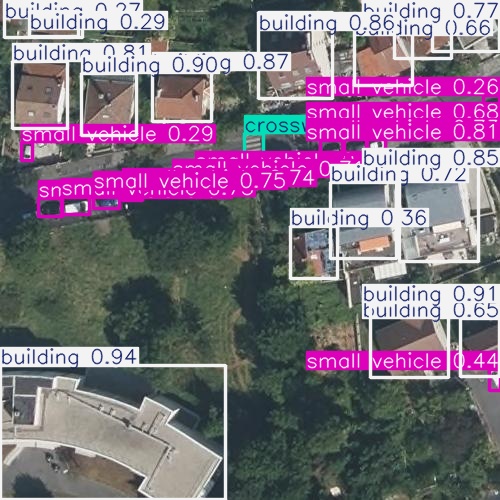 building 0.27
building 0.29
building 0.77
building 0.86
0.66
building 0.81
building 0.90
g 0.87
small vehicle 0.26
small vehicle 0.68
small vehicle 0.81
small vehicle 0.29
crossw
building 0.85
0.72
small vehicle 0.75
74
building 0.36
building 0.91
building 0.65
small vehicle 0.44
building 0.94